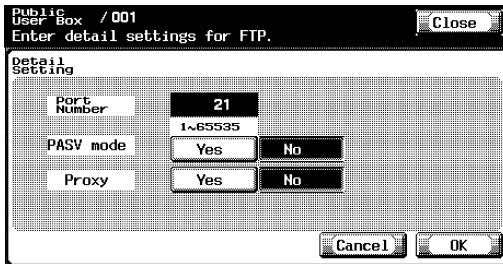 Public
User Box / 001
Close
Enter detail settings for FTP.
Detail
Setting
Port
Number
21
1~65535
PASV mode
Yes
No
Proxy
Yes
No
Cancel
OK